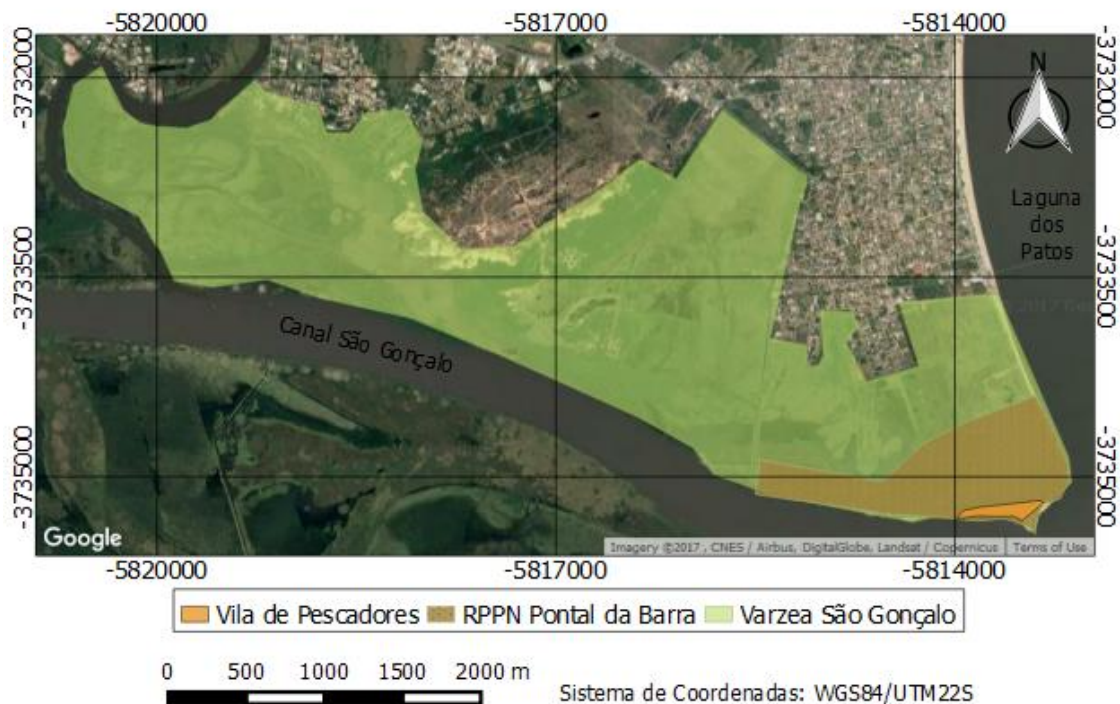 -5820000 -5817000 -5814000
-3732000
-3732000
N
Laguna
dos
Patos
-3733500
-3733500
Canal São Gonçalo
-3735000
-3735000
Google
Imagery ©2017 , CNES / Airbus, DigitalGlobe, Landsat / Copernicus Terms of Use
-5820000 -5817000 -5814000
Vila de Pescadores RPPN Pontal da Barra Varzea São Gonçalo
0 500 1000 1500 2000 m
Sistema de Coordenadas: WGS84/UTM22S